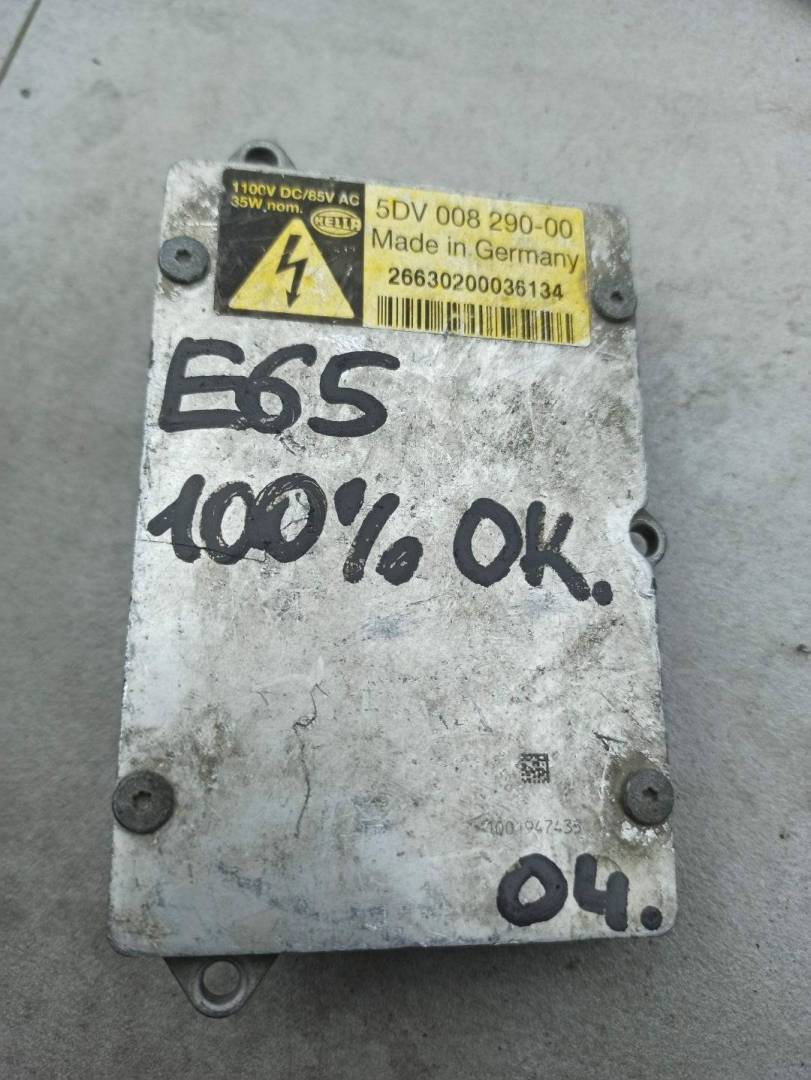 1100V DC/85V AC
35W nom.
HELLA
5DV 008 290-00
Made in Germany
26630200036134
E65
100% OK.
04.